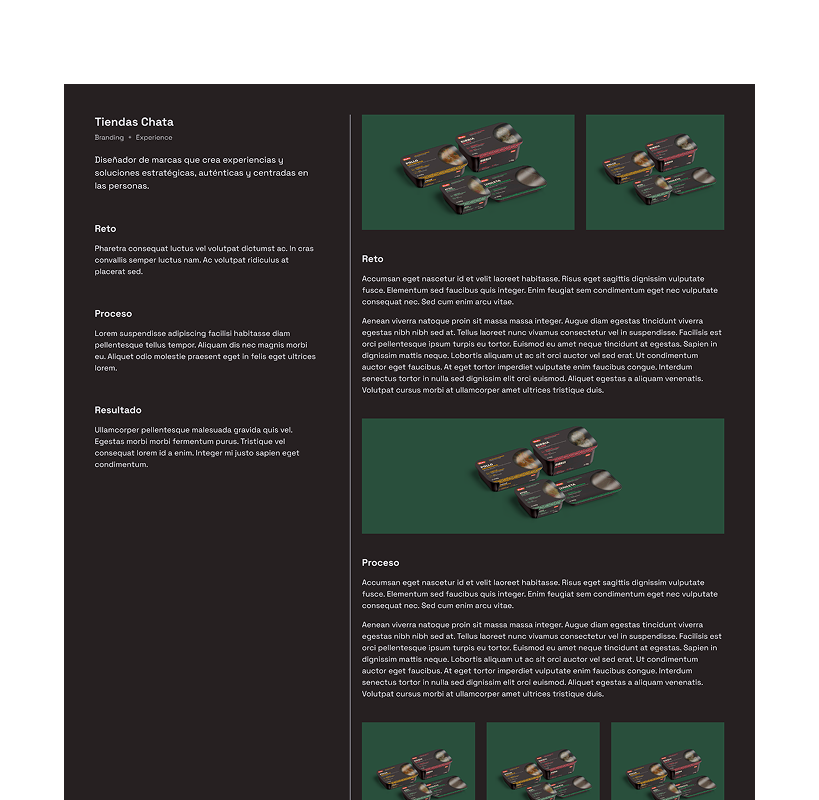 Tiendas Chata
Branding + Experience
Diseñador de marcas que crea experiencias y
soluciones estratégicas, auténticas y centradas en
las personas.
Reto
Pharetra consequat luctus vel volutpat dictumst ac. In cras
convallis semper luctus nam. Ac volutpat ridiculus at
placerat sed.
Proceso
Lorem suspendisse adipiscing facilisi habitasse diam
pellentesque tellus tempor. Aliquam dis nec magnis morbi
eu. Aliquet odio molestie praesent eget in felis eget ultrices
lorem.
Resultado
Ullamcorper pellentesque malesuada gravida quis vel.
Egestas morbi morbi fermentum purus. Tristique vel
consequat lorem id a enim. Integer mi justo sapien eget
condimentum.
Reto
Accumsan eget nascetur id et velit laoreet habitasse. Risus eget sagittis dignissim vulputate
fusce. Elementum sed faucibus quis integer. Enim feugiat sem condimentum eget nec vulputate
consequat nec. Sed cum enim arcu vitae.
Aenean viverra natoque proin sit massa massa integer. Augue diam egestas tincidunt viverra
egestas nibh nibh sed at. Tellus laoreet nunc vivamus consectetur vel in suspendisse. Facilisis est
orci pellentesque ipsum turpis eu tortor. Euismod eu amet neque tincidunt at egestas. Sapien in
dignissim mattis neque. Lobortis aliquam ut ac sit orci auctor vel sed erat. Ut condimentum
auctor eget faucibus. At eget tortor imperdiet vulputate enim faucibus congue. Interdum
senectus tortor in nulla sed dignissim elit orci euismod. Aliquet egestas a aliquam venenatis.
Volutpat cursus morbi at ullamcorper amet ultrices tristique duis.
Proceso
Accumsan eget nascetur id et velit laoreet habitasse. Risus eget sagittis dignissim vulputate
fusce. Elementum sed faucibus quis integer. Enim feugiat sem condimentum eget nec vulputate
consequat nec. Sed cum enim arcu vitae.
Aenean viverra natoque proin sit massa massa integer. Augue diam egestas tincidunt viverra
egestas nibh nibh sed at. Tellus laoreet nunc vivamus consectetur vel in suspendisse. Facilisis est
orci pellentesque ipsum turpis eu tortor. Euismod eu amet neque tincidunt at egestas. Sapien in
dignissim mattis neque. Lobortis aliquam ut ac sit orci auctor vel sed erat. Ut condimentum
auctor eget faucibus. At eget tortor imperdiet vulputate enim faucibus congue. Interdum
senectus tortor in nulla sed dignissim elit orci euismod. Aliquet egestas a aliquam venenatis.
Volutpat cursus morbi at ullamcorper amet ultrices tristique duis.